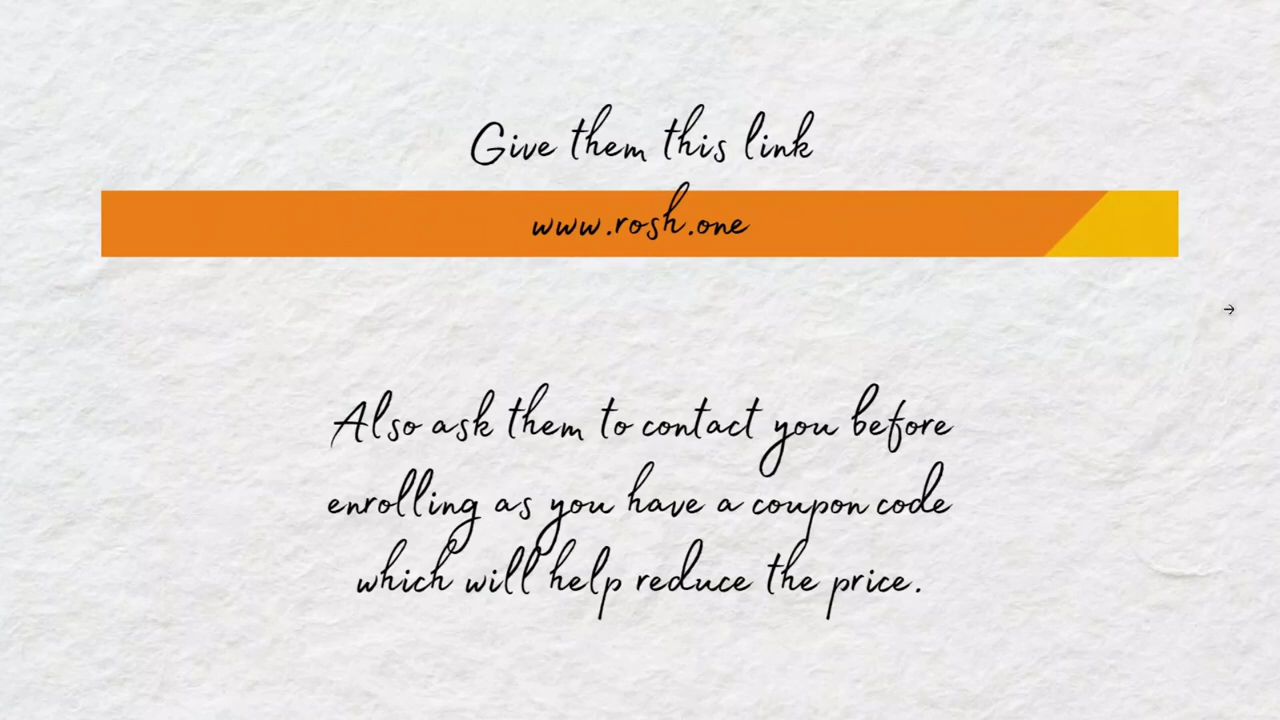 Give them this link
www.rosh.one
Also ask them to contact you before
enrolling as you have a coupon code
which will help reduce the price.